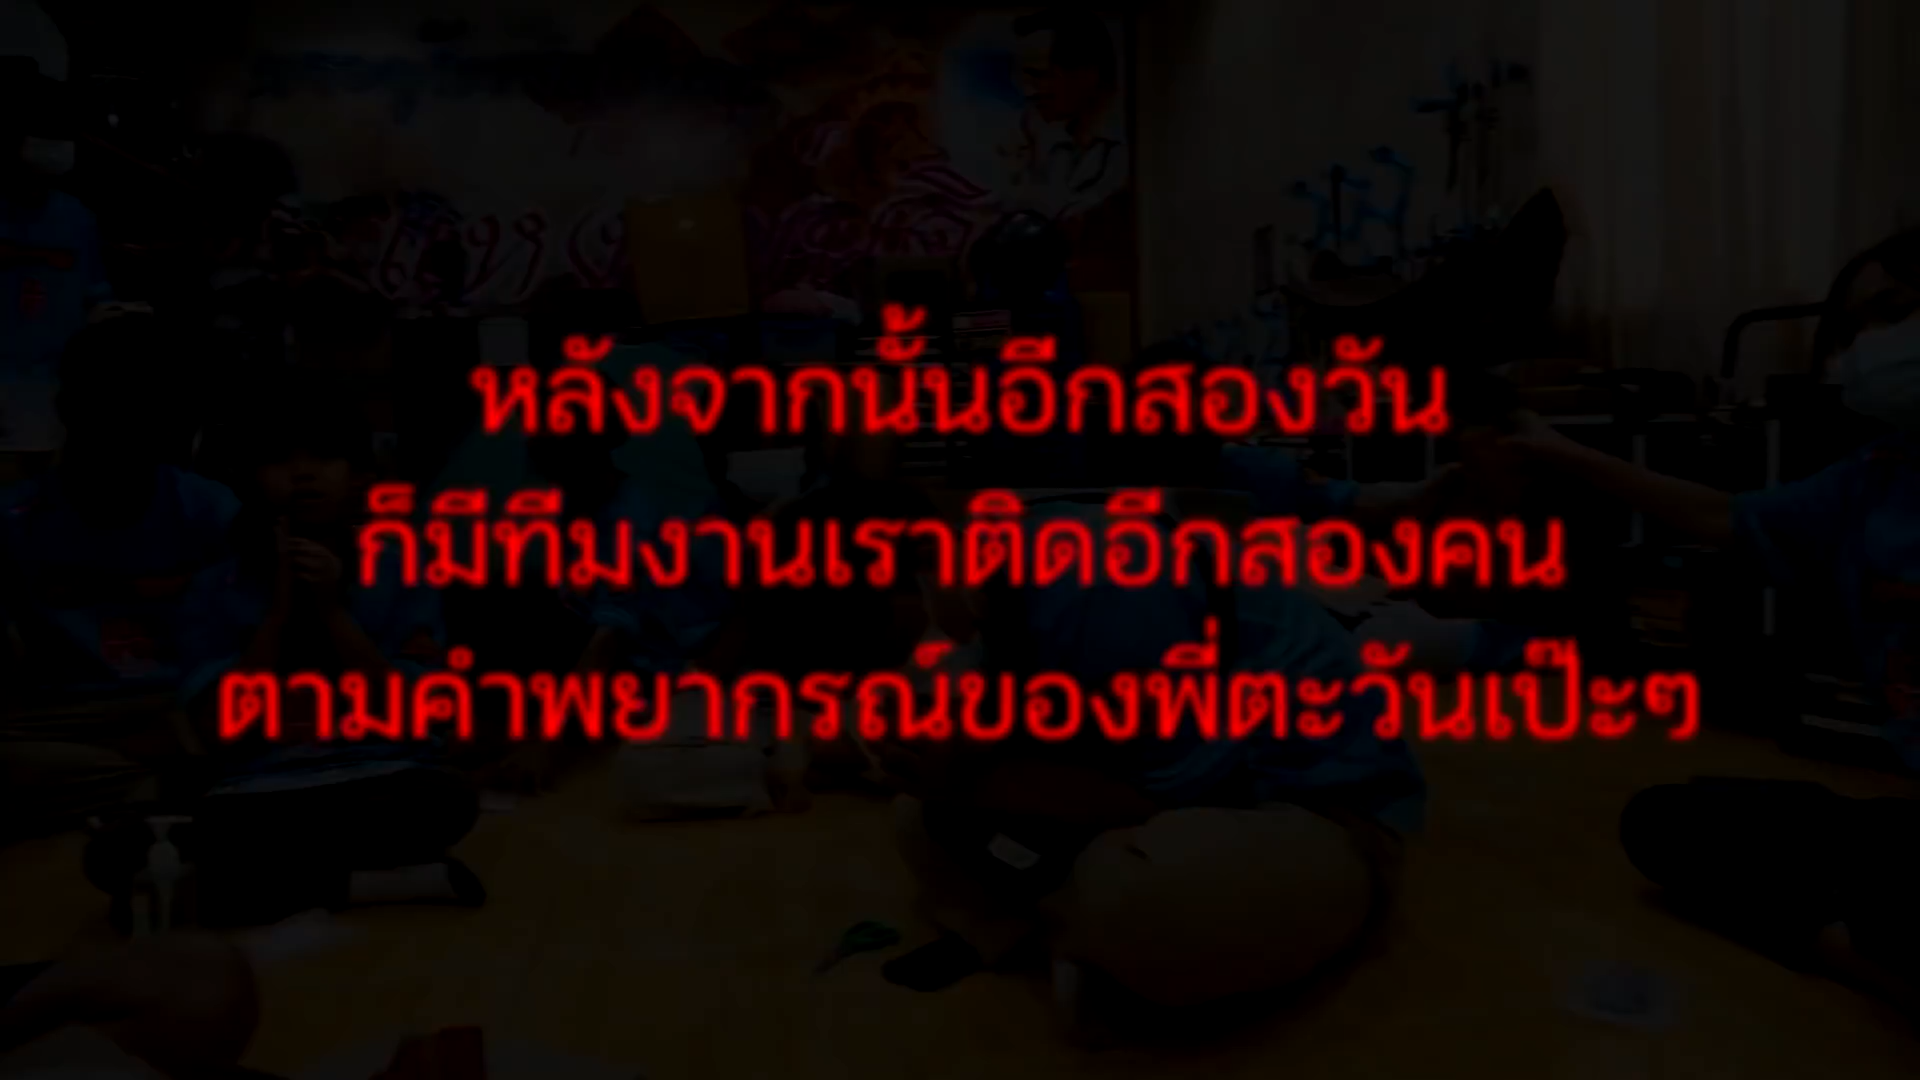 หลังจากนั้นอีกสองวัน
ก็มีทีมงานเราติดอีกสองคน
ตามคำพยากรณ์ของพี่ตะวันเป๊ะๆ